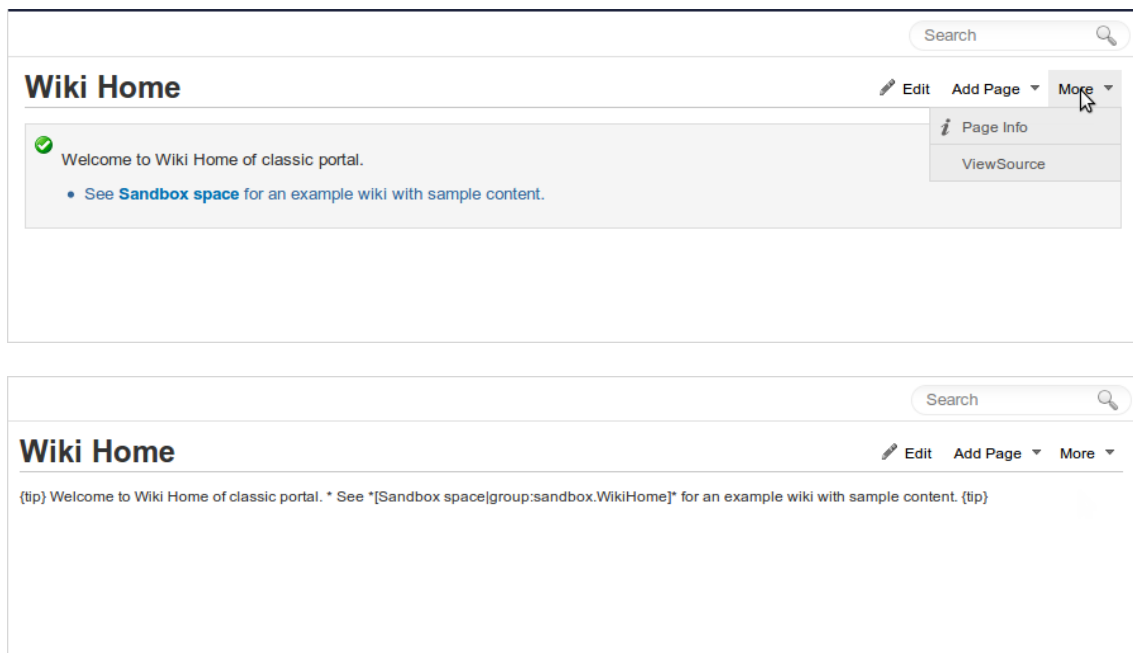 Search
Wiki Home
Edit Add Page More
Page Info
ViewSource
Welcome to Wiki Home of classic portal.
See Sandbox space for an example wiki with sample content.
Search
Wiki Home
Edit Add Page More
{tip} Welcome to Wiki Home of classic portal. * See *[Sandbox space|group:sandbox.WikiHome]* for an example wiki with sample content. {tip}